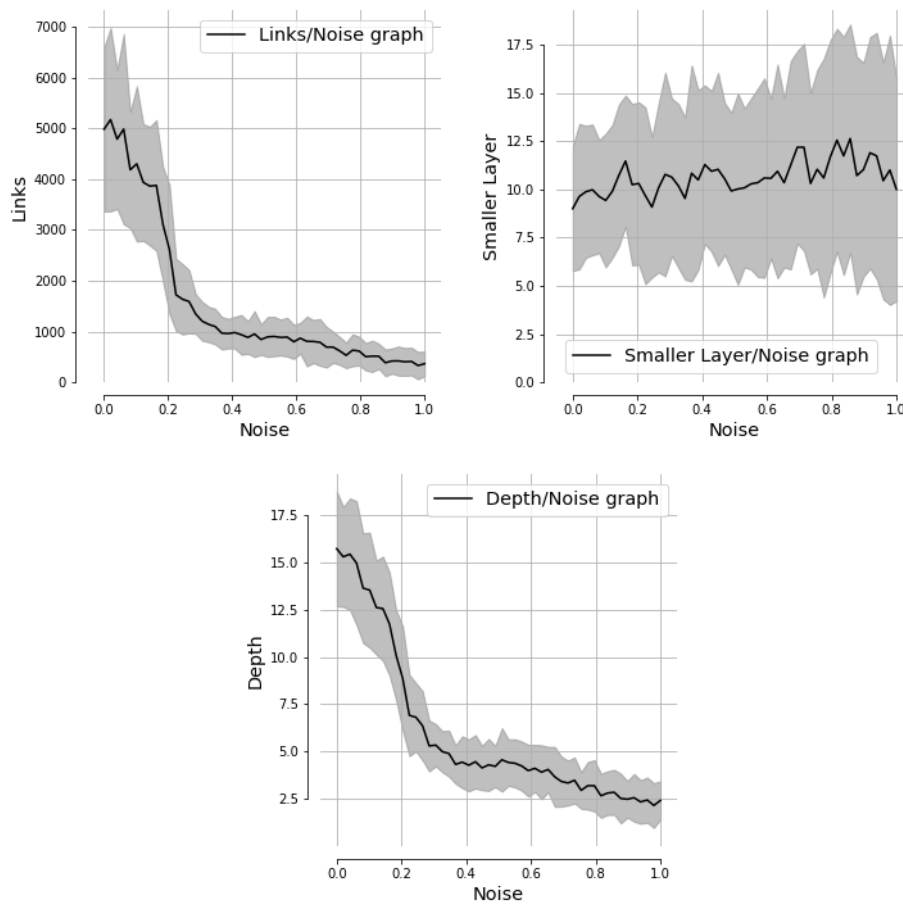 7000
6000
5000
4000
3000
2000
1000
0
Links
Links/Noise graph
0.0 0.2 0.4 0.6 0.8 1.0
Noise
17.5
15.0
12.5
10.0
7.5
5.0
2.5
0.0
Smaller Layer
Smaller Layer/Noise graph
0.0 0.2 0.4 0.6 0.8 1.0
Noise
17.5
15.0
12.5
10.0
7.5
5.0
2.5
Depth
Depth/Noise graph
0.0 0.2 0.4 0.6 0.8 1.0
Noise